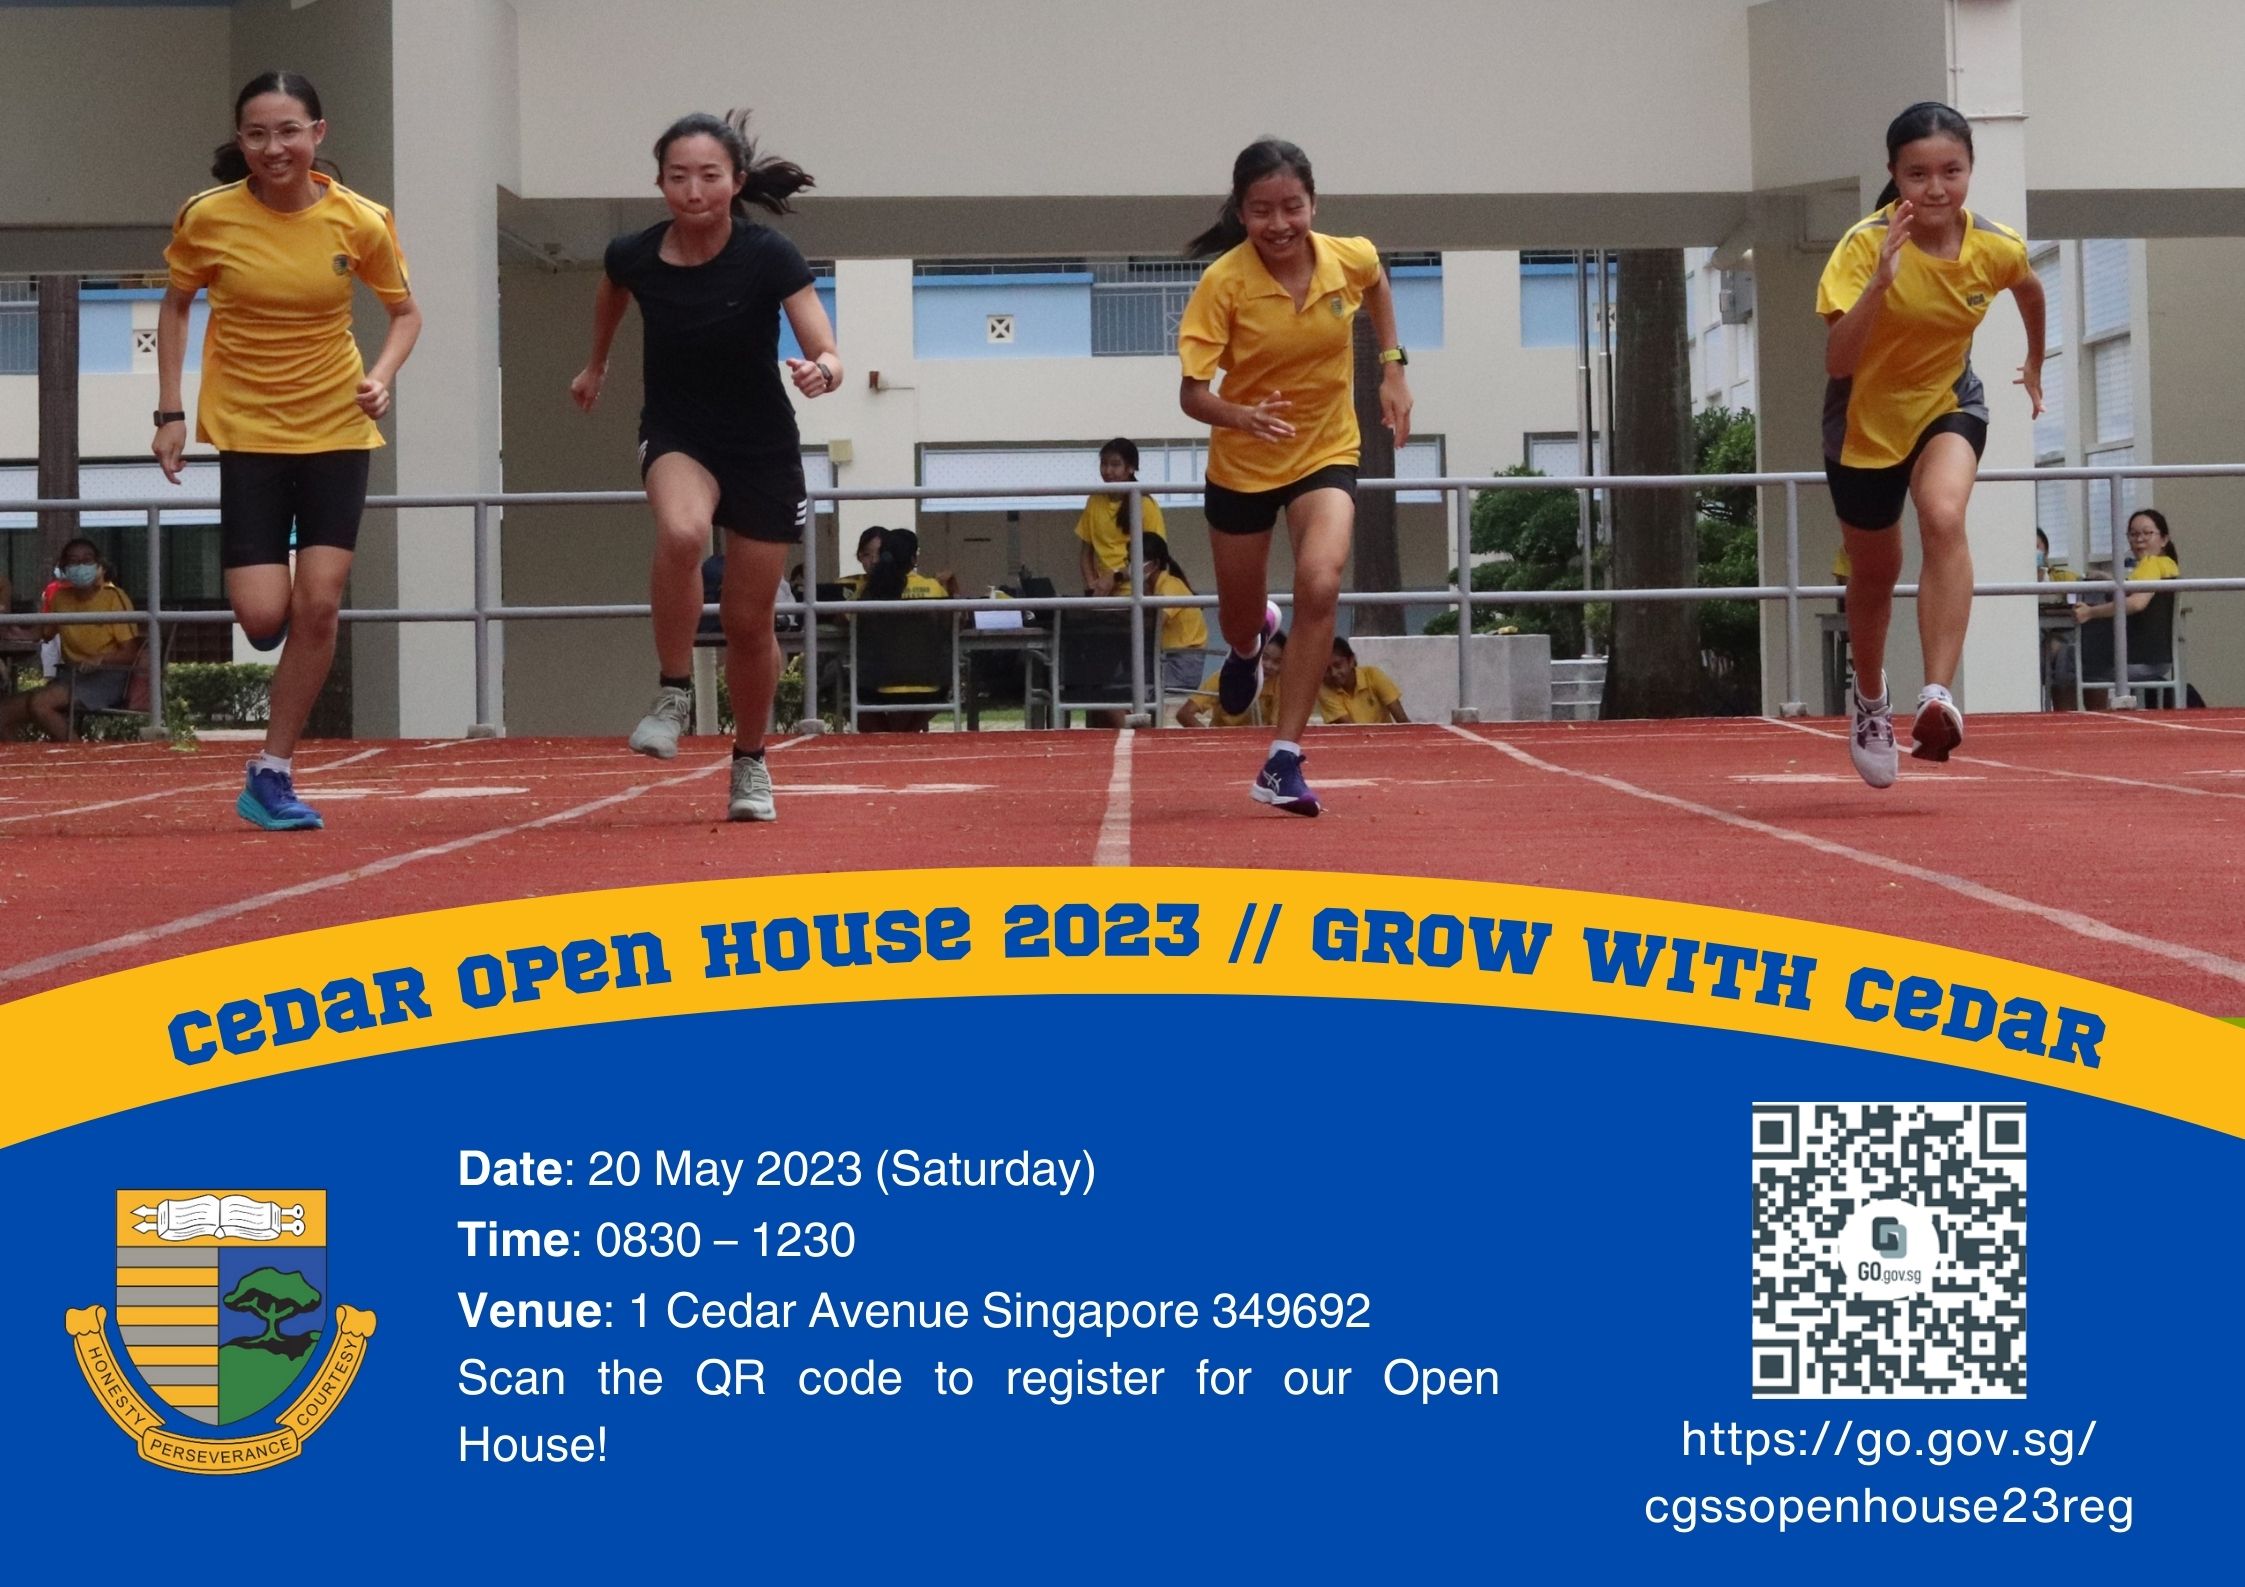 VCA
CEDAR OPEN HOUSE 2023 // GROW WITH CEDAR
Date: 20 May 2023 (Saturday)
Time: 0830 – 1230
Venue: 1 Cedar Avenue Singapore 349692
Scan the QR code to register for our Open
House!
HONESTY
PERSEVERANCE
COURTESY
GO.gov.sg
https://go.gov.sg/
cgssopenhouse23reg